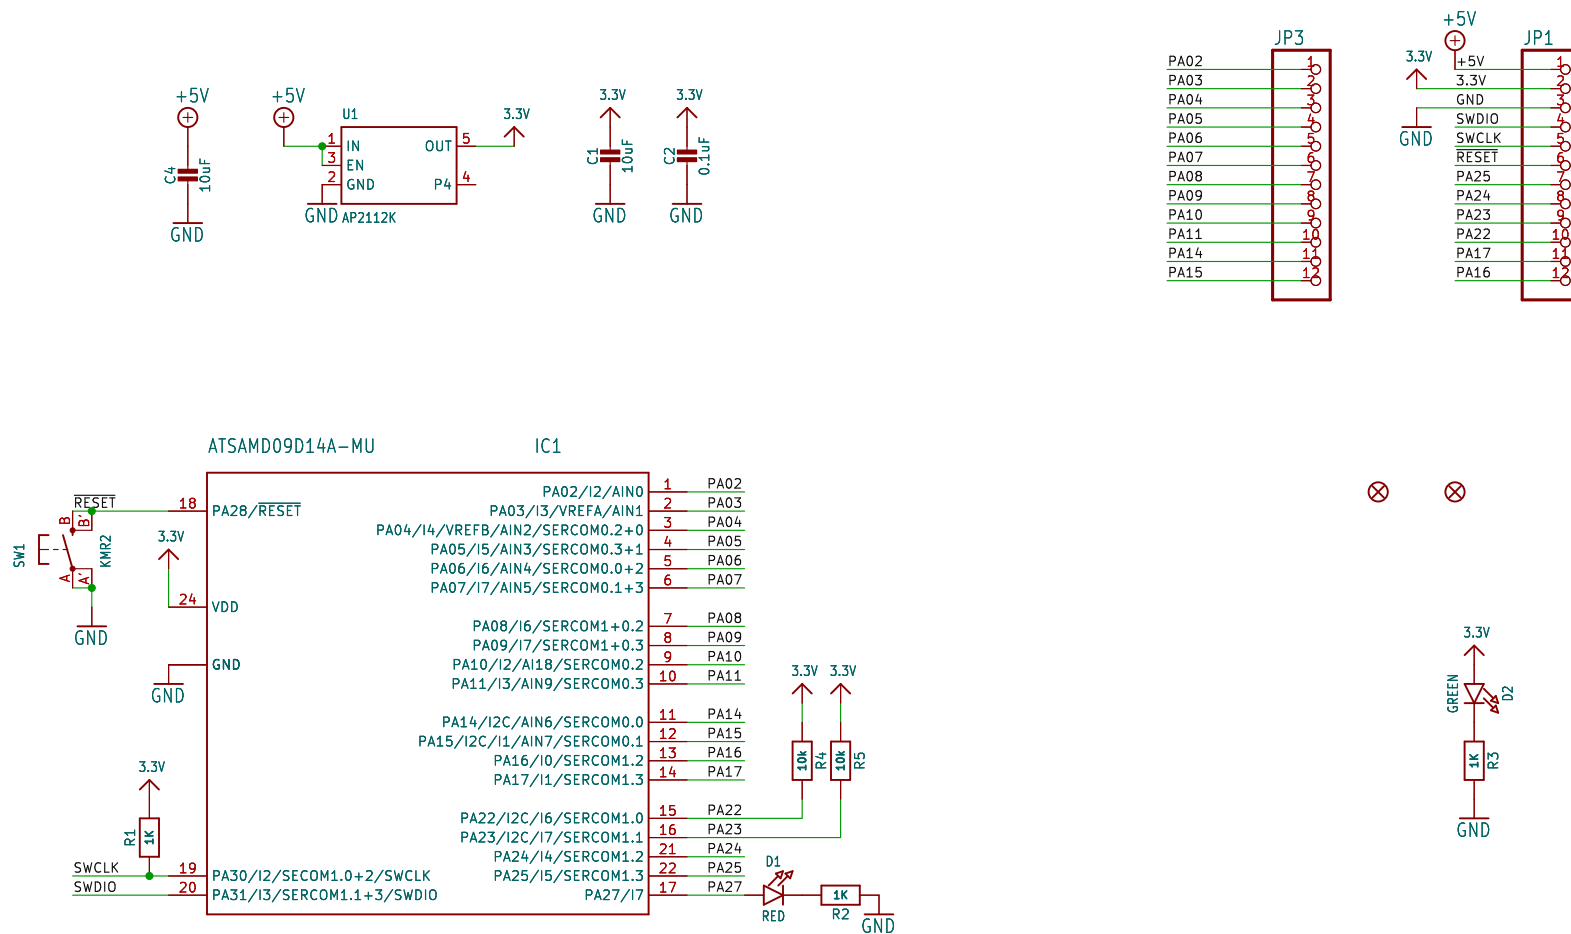 +5V
C4
10uF
GND
+5V
U1
1 IN
3 EN
2 GND
OUT 5
P4 4
GND
AP2112K
3.3V
3.3V
C1
10uF
GND
3.3V
C2
0.1uF
GND
JP3
PA02 1
PA03 2
PA04 3
PA05 4
PA06 5
PA07 6
PA08 7
PA09 8
PA10 9
PA11 10
PA14 11
PA15 12
+5V
3.3V
GND
JP1
+5V 1
3.3V 2
GND 3
SWDIO 4
SWCLK 5
RESET 6
PA25 7
PA24 8
PA23 9
PA22 10
PA17 11
PA16 12
ATSAMD09D14A-MU
IC1
RESET
18 PA28/RESET
SW1
B
B'
A
A'
KMR2
GND
3.3V
24 VDD
GND
GND
3.3V
R1
1K
SWCLK 19 PA30/I2/SECOM1.0+2/SWCLK
SWDIO 20 PA31/I3/SERCOM1.1+3/SWDIO
PA02/I2/AIN0 1 PA02
PA03/I3/VREFA/AIN1 2 PA03
PA04/I4/VREFB/AIN2/SERCOM0.2+0 3 PA04
PA05/I5/AIN3/SERCOM0.3+1 4 PA05
PA06/I6/AIN4/SERCOM0.0+2 5 PA06
PA07/I7/AIN5/SERCOM0.1+3 6 PA07
PA08/I6/SERCOM1+0.2 7 PA08
PA09/I7/SERCOM1+0.3 8 PA09
PA10/I2/AI18/SERCOM0.2 9 PA10
PA11/I3/AIN9/SERCOM0.3 10 PA11
PA14/I2C/AIN6/SERCOM0.0 11 PA14
PA15/I2C/I1/AIN7/SERCOM0.1 12 PA15
PA16/I0/SERCOM1.2 13 PA16
PA17/I1/SERCOM1.3 14 PA17
PA22/I2C/I6/SERCOM1.0 15 PA22
PA23/I2C/I7/SERCOM1.1 16 PA23
PA24/I4/SERCOM1.2 21 PA24
PA25/I5/SERCOM1.3 22 PA25
PA27/I7 17 PA27
3.3V
10k
R4
3.3V
10k
R5
D1
RED
1K
R2
GND
3.3V
GREEN
D2
1K
R3
GND